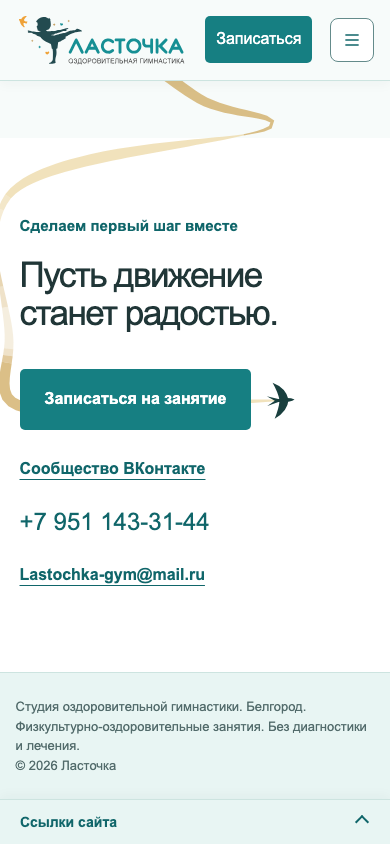 ЛАСТОЧКА
ОЗДОРОВИТЕЛЬНАЯ ГИМНАСТИКА
Записаться
Сделаем первый шаг вместе
Пусть движение
станет радостью.
Записаться на занятие
Сообщество ВКонтакте
+7 951 143-31-44
Lastochka-gym@mail.ru
Студия оздоровительной гимнастики. Белгород.
Физкультурно-оздоровительные занятия. Без диагностики
и лечения.
© 2026 Ласточка
Ссылки сайта